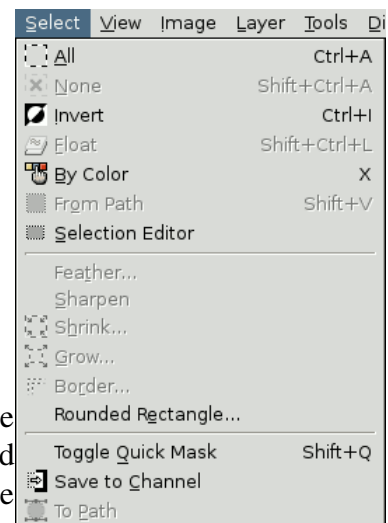 Select View Image Layer Tools Di
All Ctrl+A
None Shift+Ctrl+A
Invert Ctrl+I
Float Shift+Ctrl+L
By Color X
From Path Shift+V
Selection Editor
Feather...
Sharpen
Shrink...
Grow...
Border...
e Rounded Rectangle...
d Toggle Quick Mask Shift+Q
e Save to Channel
To Path